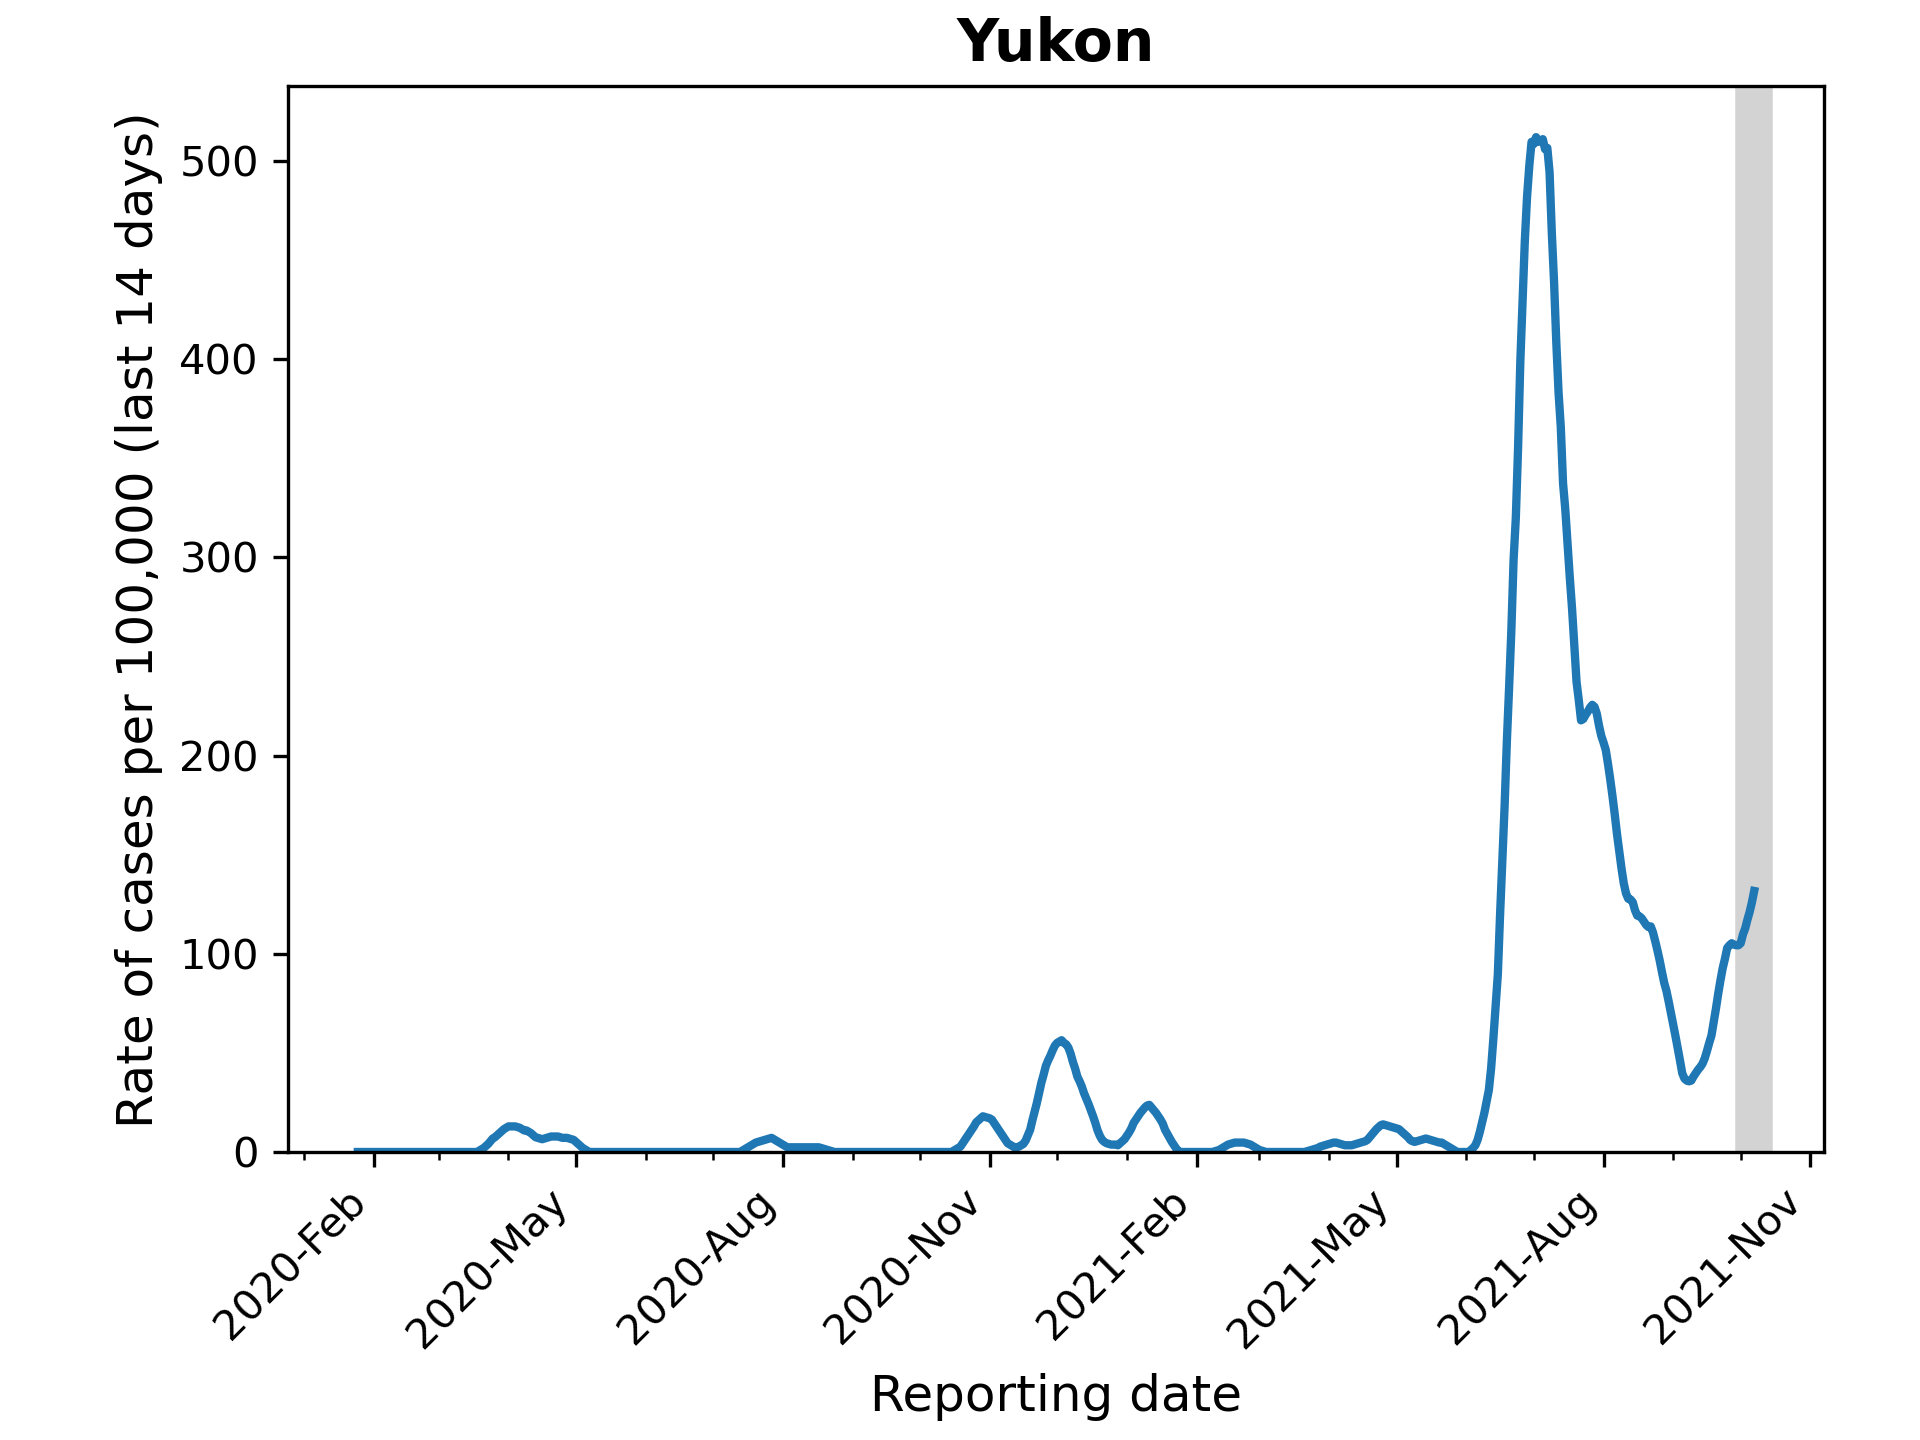 Yukon
Rate of cases per 100,000 (last 14 days)
500
400
300
200
100
0
2020-Feb
2020-May
2020-Aug
2020-Nov
2021-Feb
2021-May
2021-Aug
2021-Nov
Reporting date